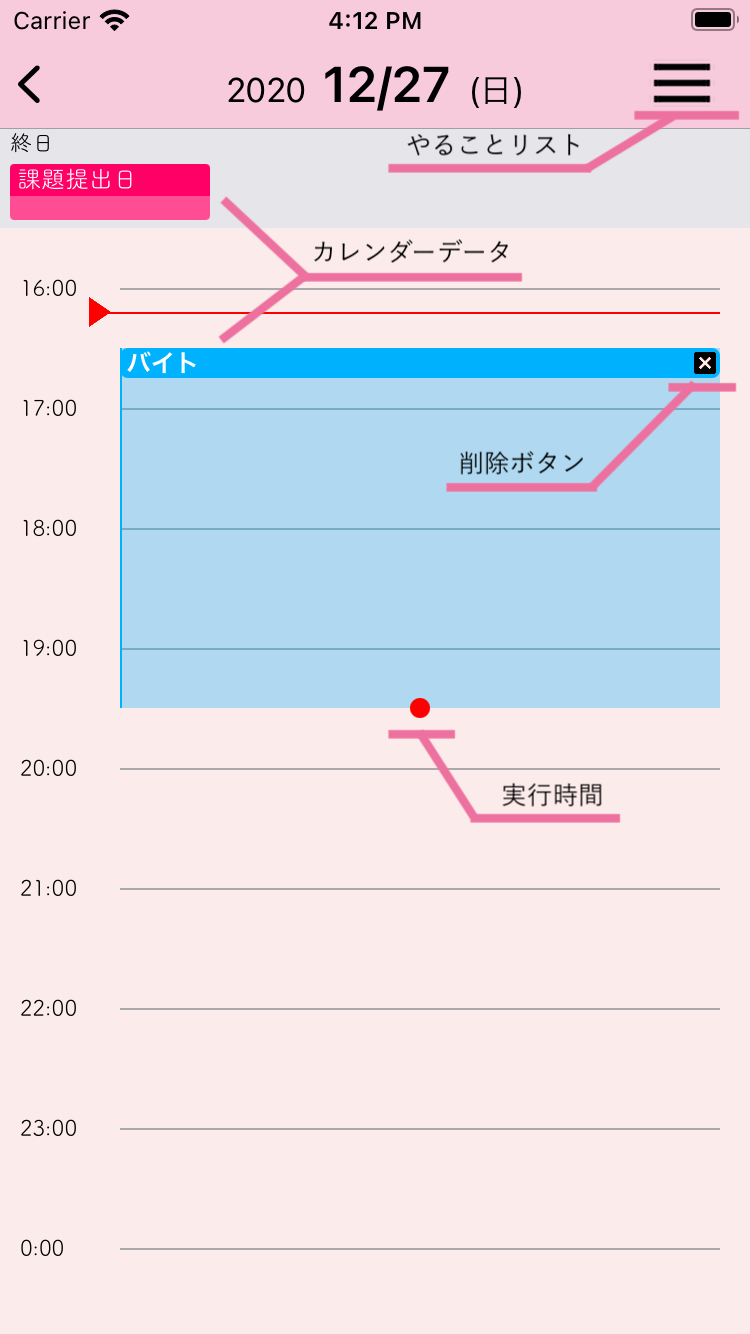 Carrier 4:12 PM
2020 12/27 (日)
終日
やることリスト
課題提出日
カレンダーデータ
16:00
バイト
17:00
削除ボタン
18:00
19:00
20:00
実行時間
21:00
22:00
23:00
0:00